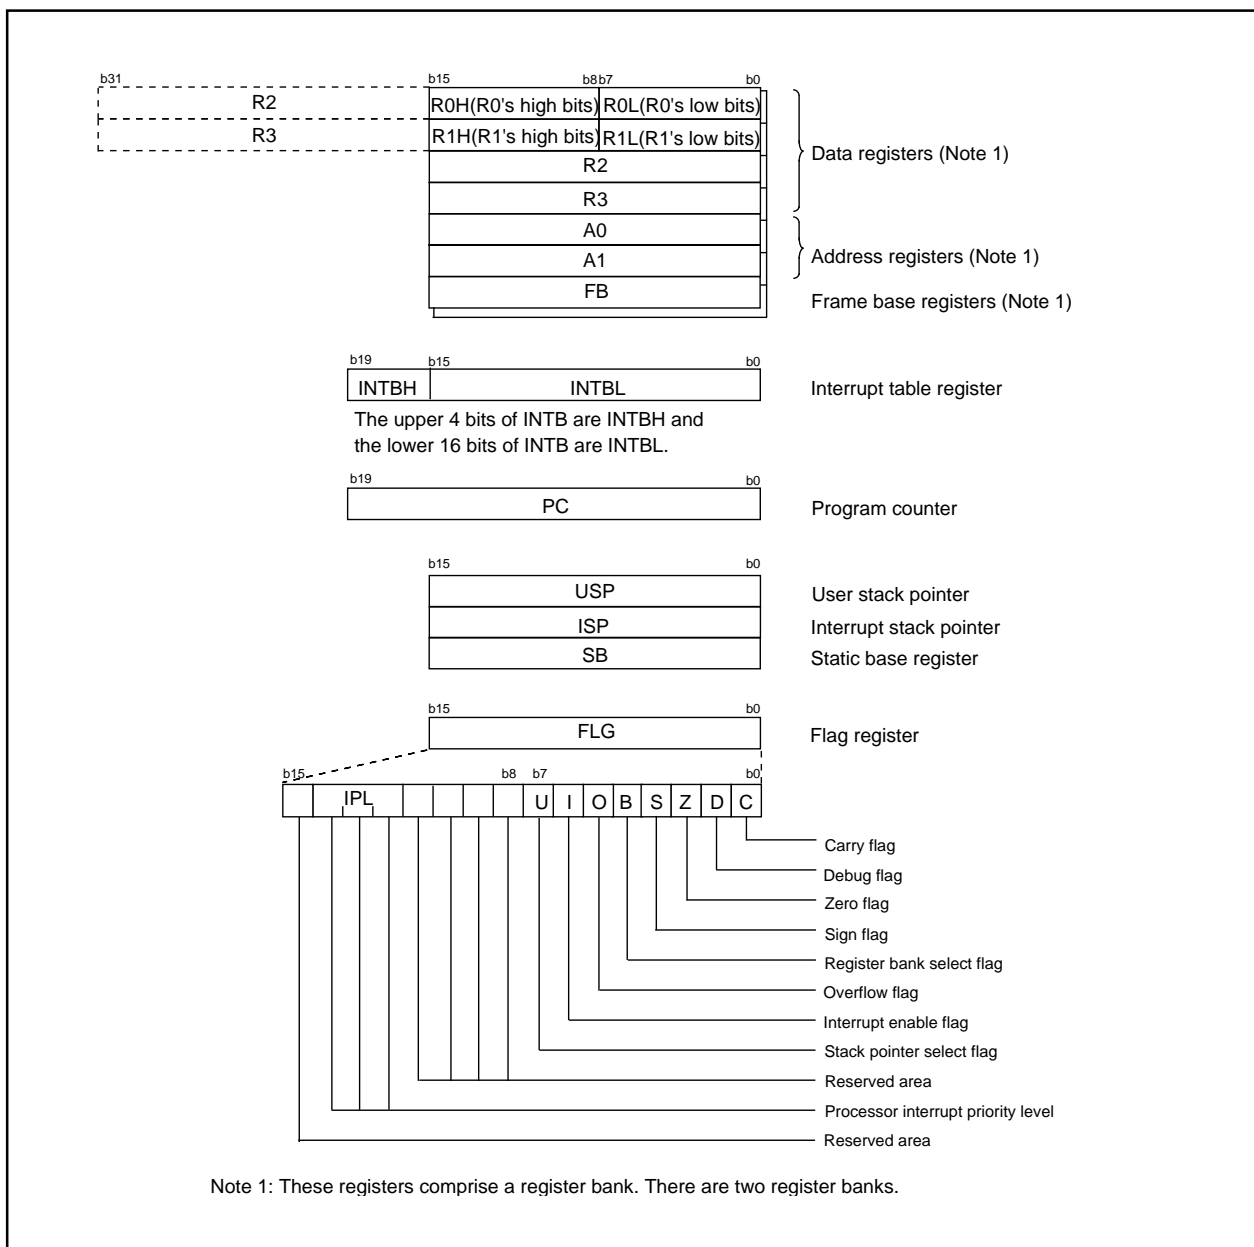 b31 b15 b8b7 b0
R2 R0H(R0's high bits) R0L(R0's low bits)
R3 R1H(R1's high bits) R1L(R1's low bits)
Data registers (Note 1)
R2
R3
A0
A1
Address registers (Note 1)
FB
Frame base registers (Note 1)
b19 b15 b0
INTBH INTBL Interrupt table register
The upper 4 bits of INTB are INTBH and
the lower 16 bits of INTB are INTBL.
b19 b0
PC Program counter
b15 b0
USP User stack pointer
ISP Interrupt stack pointer
SB Static base register
b15 b0
FLG Flag register
b15 b8 b7 b0
IPL U I O B S Z D C
Carry flag
Debug flag
Zero flag
Sign flag
Register bank select flag
Overflow flag
Interrupt enable flag
Stack pointer select flag
Reserved area
Processor interrupt priority level
Reserved area
Note 1: These registers comprise a register bank. There are two register banks.